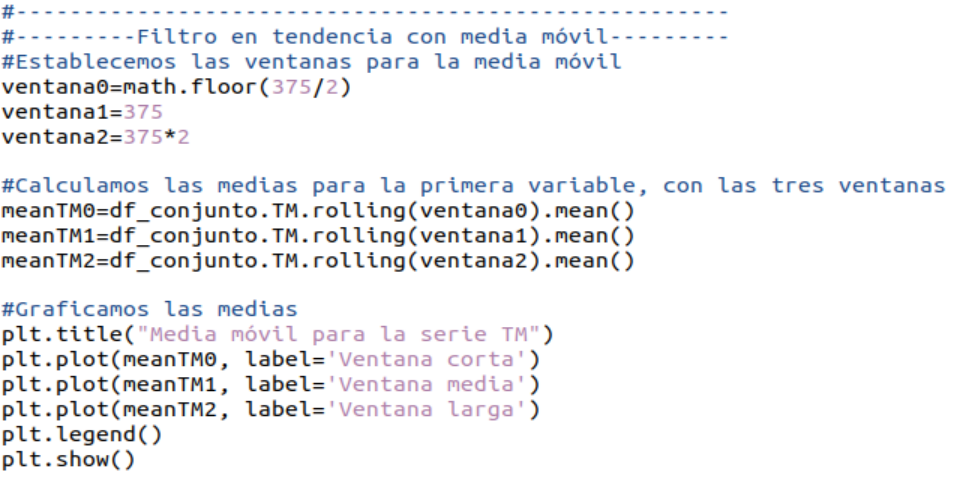 #-----------------------------------------------------
#---------Filtro en tendencia con media móvil---------
#Establecemos las ventanas para la media móvil
ventana0=math.floor(375/2)
ventana1=375
ventana2=375*2

#Calculamos las medias para la primera variable, con las tres ventanas
meanTM0=df_conjunto.TM.rolling(ventana0).mean()
meanTM1=df_conjunto.TM.rolling(ventana1).mean()
meanTM2=df_conjunto.TM.rolling(ventana2).mean()

#Graficamos las medias
plt.title("Media móvil para la serie TM")
plt.plot(meanTM0, label='Ventana corta')
plt.plot(meanTM1, label='Ventana media')
plt.plot(meanTM2, label='Ventana larga')
plt.legend()
plt.show()